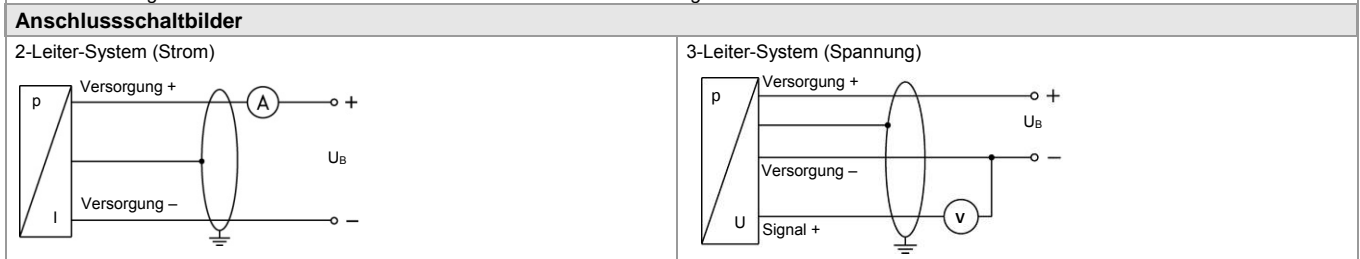 Anschlussschaltbilder
2-Leiter-System (Strom)
p
Versorgung +
A
+
UB
Versorgung –
I
–
3-Leiter-System (Spannung)
p
Versorgung +
+
UB
–
Versorgung –
V
U
Signal +